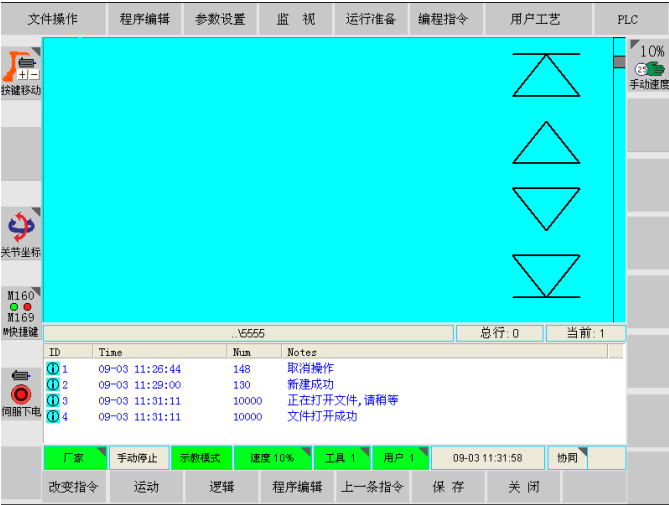 文件操作 程序编辑 参数设置 监 视 运行准备 编程指令 用户工艺 PLC
+ -
按键移动
10%
25
手动速度
关节坐标
M160
M169
M快捷键
..\5555 总行: 0 当前: 1
ID Time Num Notes
1 09-03 11:26:44 148 取消操作
2 09-03 11:29:00 130 新建成功
3 09-03 11:31:11 10000 正在打开文件,请稍等
4 09-03 11:31:11 10000 文件打开成功
伺服下电
厂家 手动停止 示教模式 速度 10% 工具 1 用户 1 09-03 11:31:58 协同
改变指令 运动 逻辑 程序编辑 上一条指令 保 存 关 闭